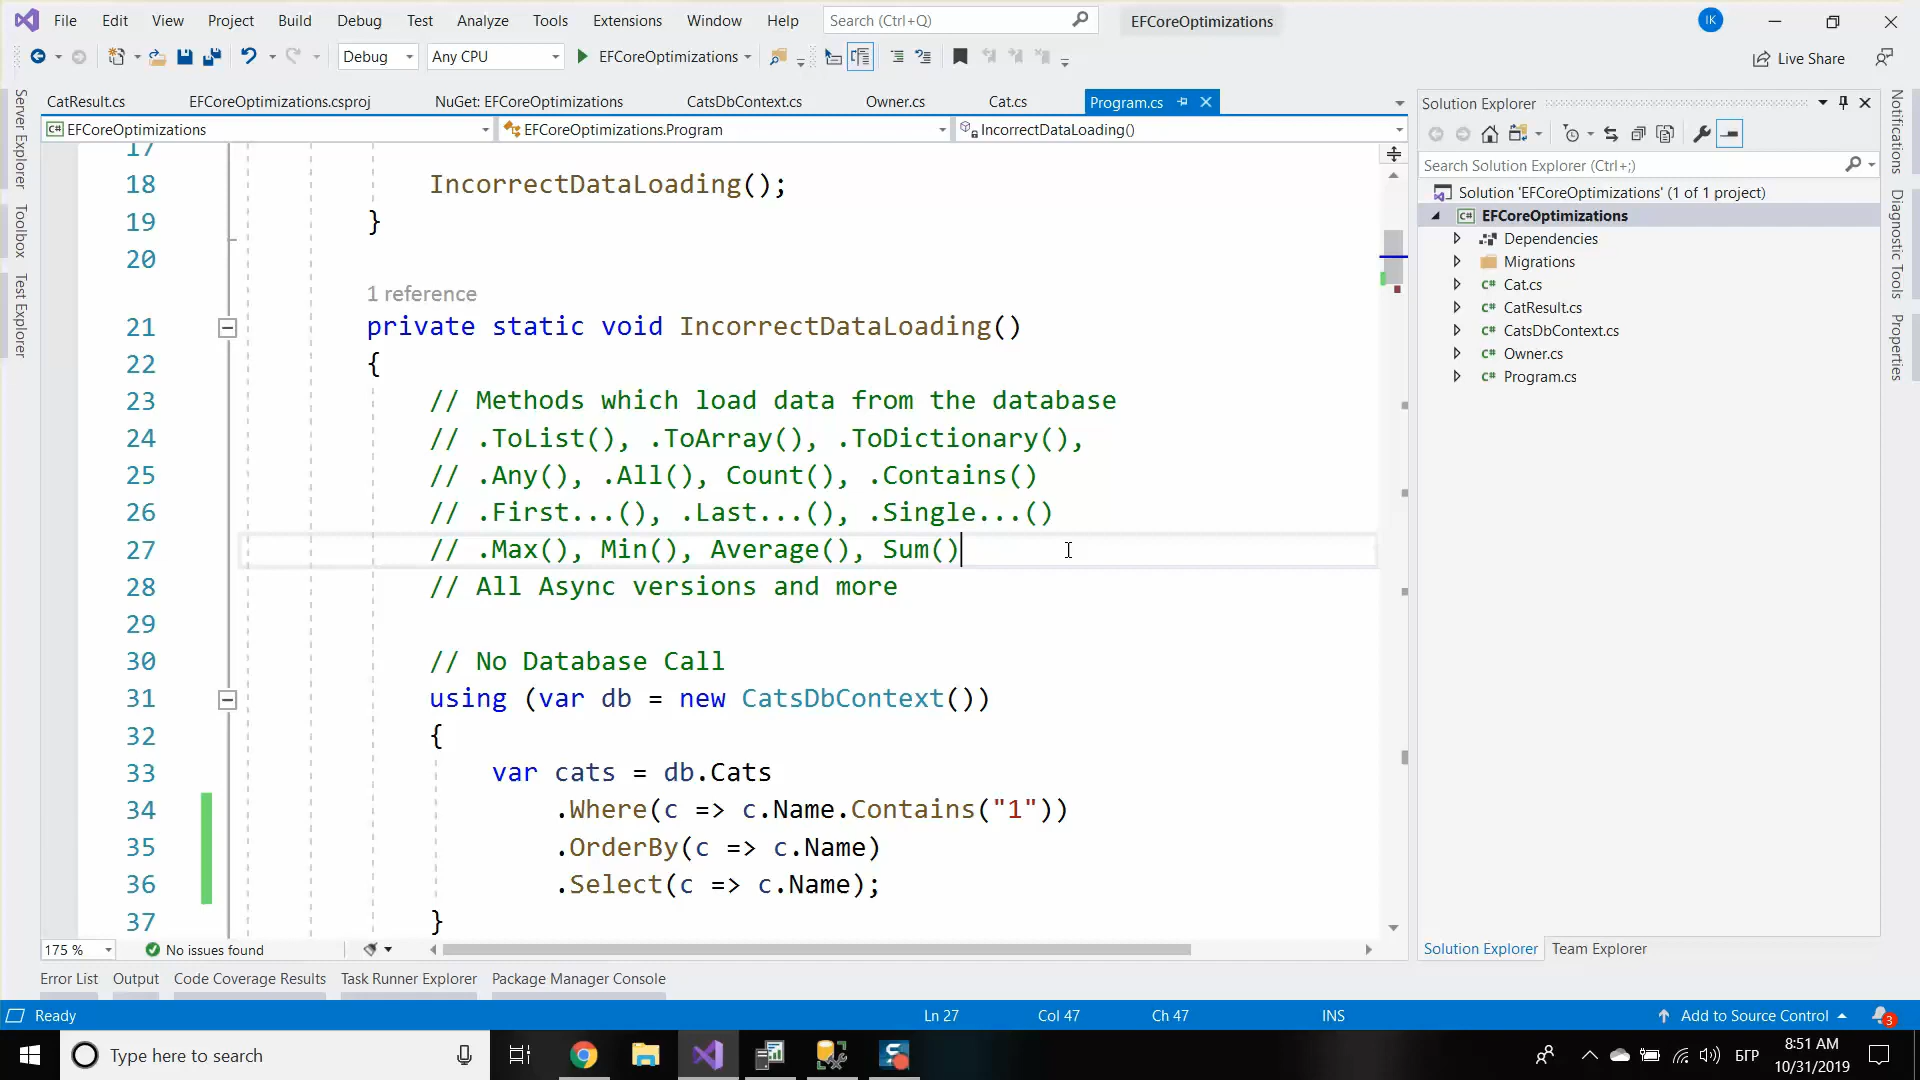 File Edit View Project Build Debug Test Analyze Tools Extensions Window Help Search (Ctrl+Q) EFCoreOptimizations IK
Debug Any CPU EFCoreOptimizations Live Share
CatResult.cs EFCoreOptimizations.csproj NuGet: EFCoreOptimizations CatsDbContext.cs Owner.cs Cat.cs Program.cs
C# EFCoreOptimizations EFCoreOptimizations.Program IncorrectDataLoading()
17
18 IncorrectDataLoading();
19 }
20
1 reference
21 private static void IncorrectDataLoading()
22 {
23 // Methods which load data from the database
24 // .ToList(), .ToArray(), .ToDictionary(),
25 // .Any(), .All(), Count(), .Contains()
26 // .First...(), .Last...(), .Single...()
27 // .Max(), Min(), Average(), Sum()
28 // All Async versions and more
29
30 // No Database Call
31 using (var db = new CatsDbContext())
32 {
33 var cats = db.Cats
34 .Where(c => c.Name.Contains("1"))
35 .OrderBy(c => c.Name)
36 .Select(c => c.Name);
37 }
175 % No issues found
Server Explorer
Toolbox
Test Explorer
Solution Explorer
Search Solution Explorer (Ctrl+;)
Solution 'EFCoreOptimizations' (1 of 1 project)
C# EFCoreOptimizations
Dependencies
Migrations
C# Cat.cs
C# CatResult.cs
C# CatsDbContext.cs
C# Owner.cs
C# Program.cs
Solution Explorer Team Explorer
Notifications
Diagnostic Tools
Properties
Error List Output Code Coverage Results Task Runner Explorer Package Manager Console
Ready Ln 27 Col 47 Ch 47 INS Add to Source Control 3
Type here to search БГР 8:51 AM
10/31/2019